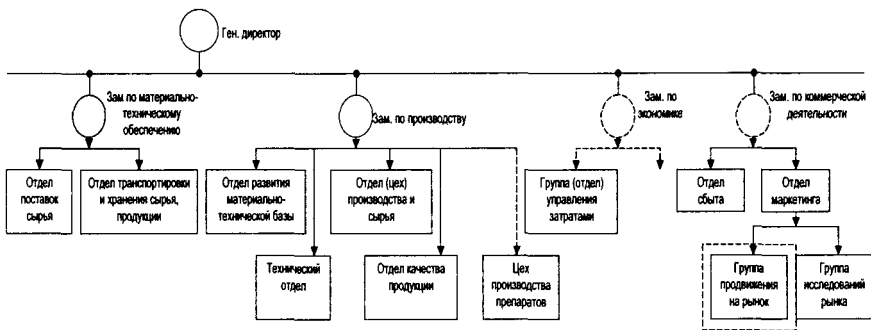 Ген. директор
Зам по материально-
техническому
обеспечению
Зам. по производству
Зам. по
экономике
Зам. по коммерческой
деятельности
Отдел
поставок
сырья
Отдел транспортировки
и хранения сырья,
продукции
Отдел развития
материально-
технической базы
Отдел (цех)
производства и
сырья
Группа (отдел)
управления
затратами
Отдел
сбыта
Отдел
маркетинга
Технический
отдел
Отдел качества
продукции
Цех
производства
препаратов
Группа
продвижения
на рынок
Группа
исследований
рынка